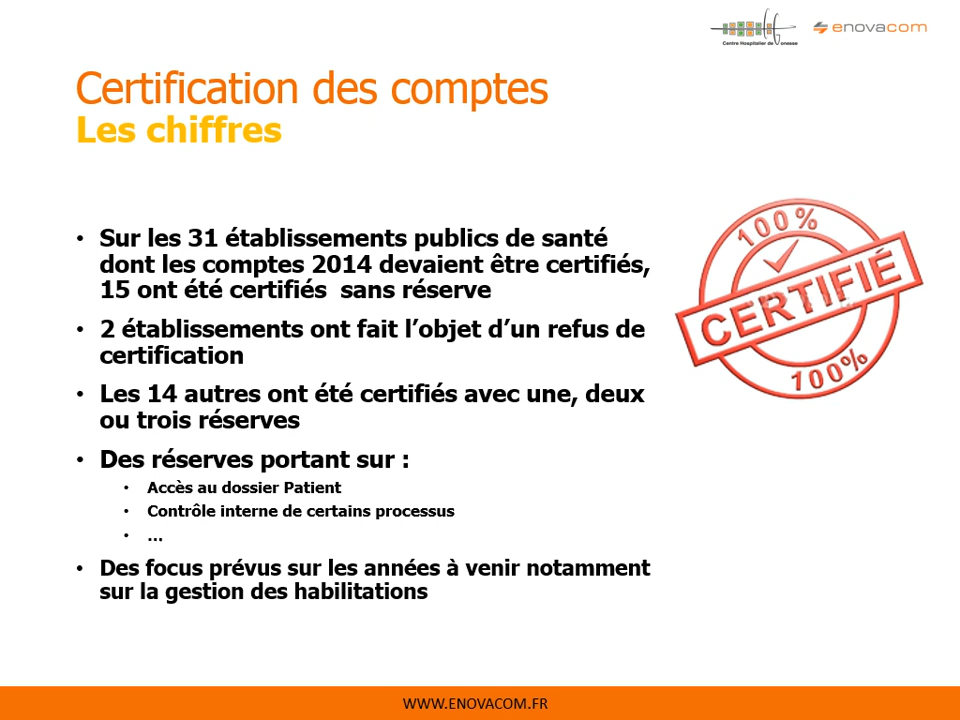 Centre Hospitalier de Gonesse
enovacom
Certification des comptes
Les chiffres
• Sur les 31 établissements publics de santé
dont les comptes 2014 devaient être certifiés,
15 ont été certifiés  sans réserve
• 2 établissements ont fait l’objet d’un refus de
certification
• Les 14 autres ont été certifiés avec une, deux
ou trois réserves
• Des réserves portant sur :
• Accès au dossier Patient
• Contrôle interne de certains processus
• ...
• Des focus prévus sur les années à venir notamment
sur la gestion des habilitations
100%
CERTIFIÉ
100%
WWW.ENOVACOM.FR